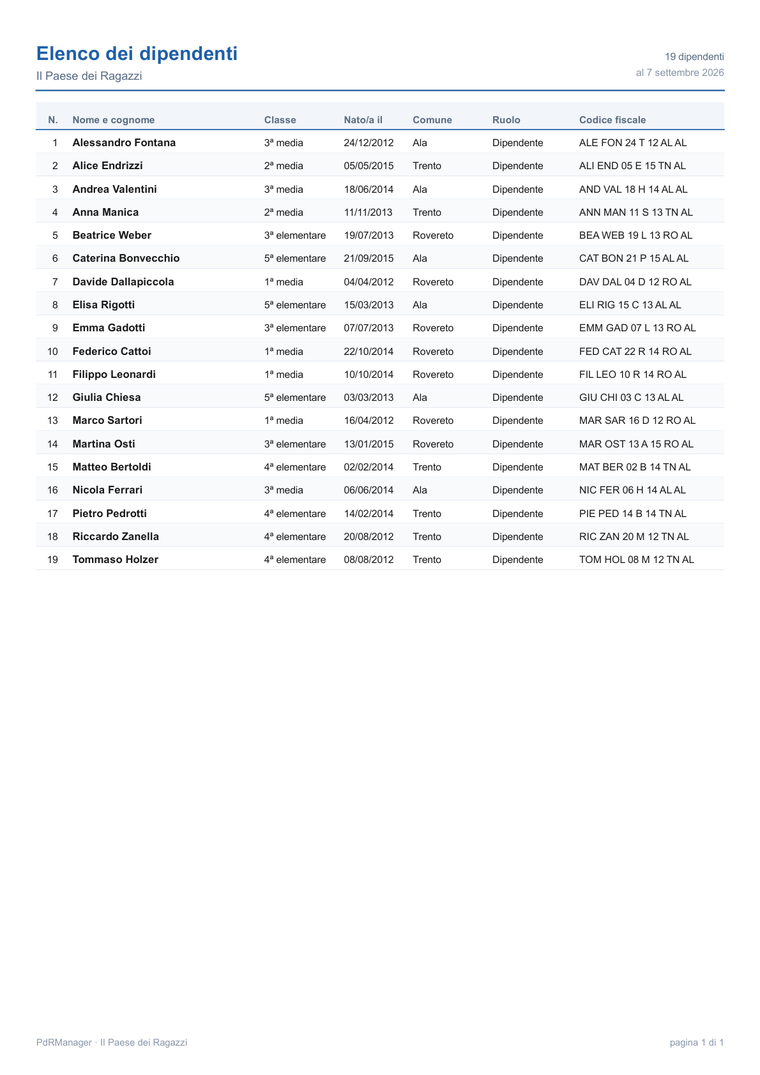 Elenco dei dipendenti
Il Paese dei Ragazzi
19 dipendenti
al 7 settembre 2026
N. Nome e cognome Classe Nato/a il Comune Ruolo Codice fiscale
1 Alessandro Fontana 3ª media 24/12/2012 Ala Dipendente ALE FON 24 T 12 AL AL
2 Alice Endrizzi 2ª media 05/05/2015 Trento Dipendente ALI END 05 E 15 TN AL
3 Andrea Valentini 3ª media 18/06/2014 Ala Dipendente AND VAL 18 H 14 AL AL
4 Anna Manica 2ª media 11/11/2013 Trento Dipendente ANN MAN 11 S 13 TN AL
5 Beatrice Weber 3ª elementare 19/07/2013 Rovereto Dipendente BEA WEB 19 L 13 RO AL
6 Caterina Bonvecchio 5ª elementare 21/09/2015 Ala Dipendente CAT BON 21 P 15 AL AL
7 Davide Dallapiccola 1ª media 04/04/2012 Rovereto Dipendente DAV DAL 04 D 12 RO AL
8 Elisa Rigotti 5ª elementare 15/03/2013 Ala Dipendente ELI RIG 15 C 13 AL AL
9 Emma Gadotti 3ª elementare 07/07/2013 Rovereto Dipendente EMM GAD 07 L 13 RO AL
10 Federico Cattoi 1ª media 22/10/2014 Rovereto Dipendente FED CAT 22 R 14 RO AL
11 Filippo Leonardi 1ª media 10/10/2014 Rovereto Dipendente FIL LEO 10 R 14 RO AL
12 Giulia Chiesa 5ª elementare 03/03/2013 Ala Dipendente GIU CHI 03 C 13 AL AL
13 Marco Sartori 1ª media 16/04/2012 Rovereto Dipendente MAR SAR 16 D 12 RO AL
14 Martina Osti 3ª elementare 13/01/2015 Rovereto Dipendente MAR OST 13 A 15 RO AL
15 Matteo Bertoldi 4ª elementare 02/02/2014 Trento Dipendente MAT BER 02 B 14 TN AL
16 Nicola Ferrari 3ª media 06/06/2014 Ala Dipendente NIC FER 06 H 14 AL AL
17 Pietro Pedrotti 4ª elementare 14/02/2014 Trento Dipendente PIE PED 14 B 14 TN AL
18 Riccardo Zanella 4ª elementare 20/08/2012 Trento Dipendente RIC ZAN 20 M 12 TN AL
19 Tommaso Holzer 4ª elementare 08/08/2012 Trento Dipendente TOM HOL 08 M 12 TN AL
PdRManager · Il Paese dei Ragazzi
pagina 1 di 1